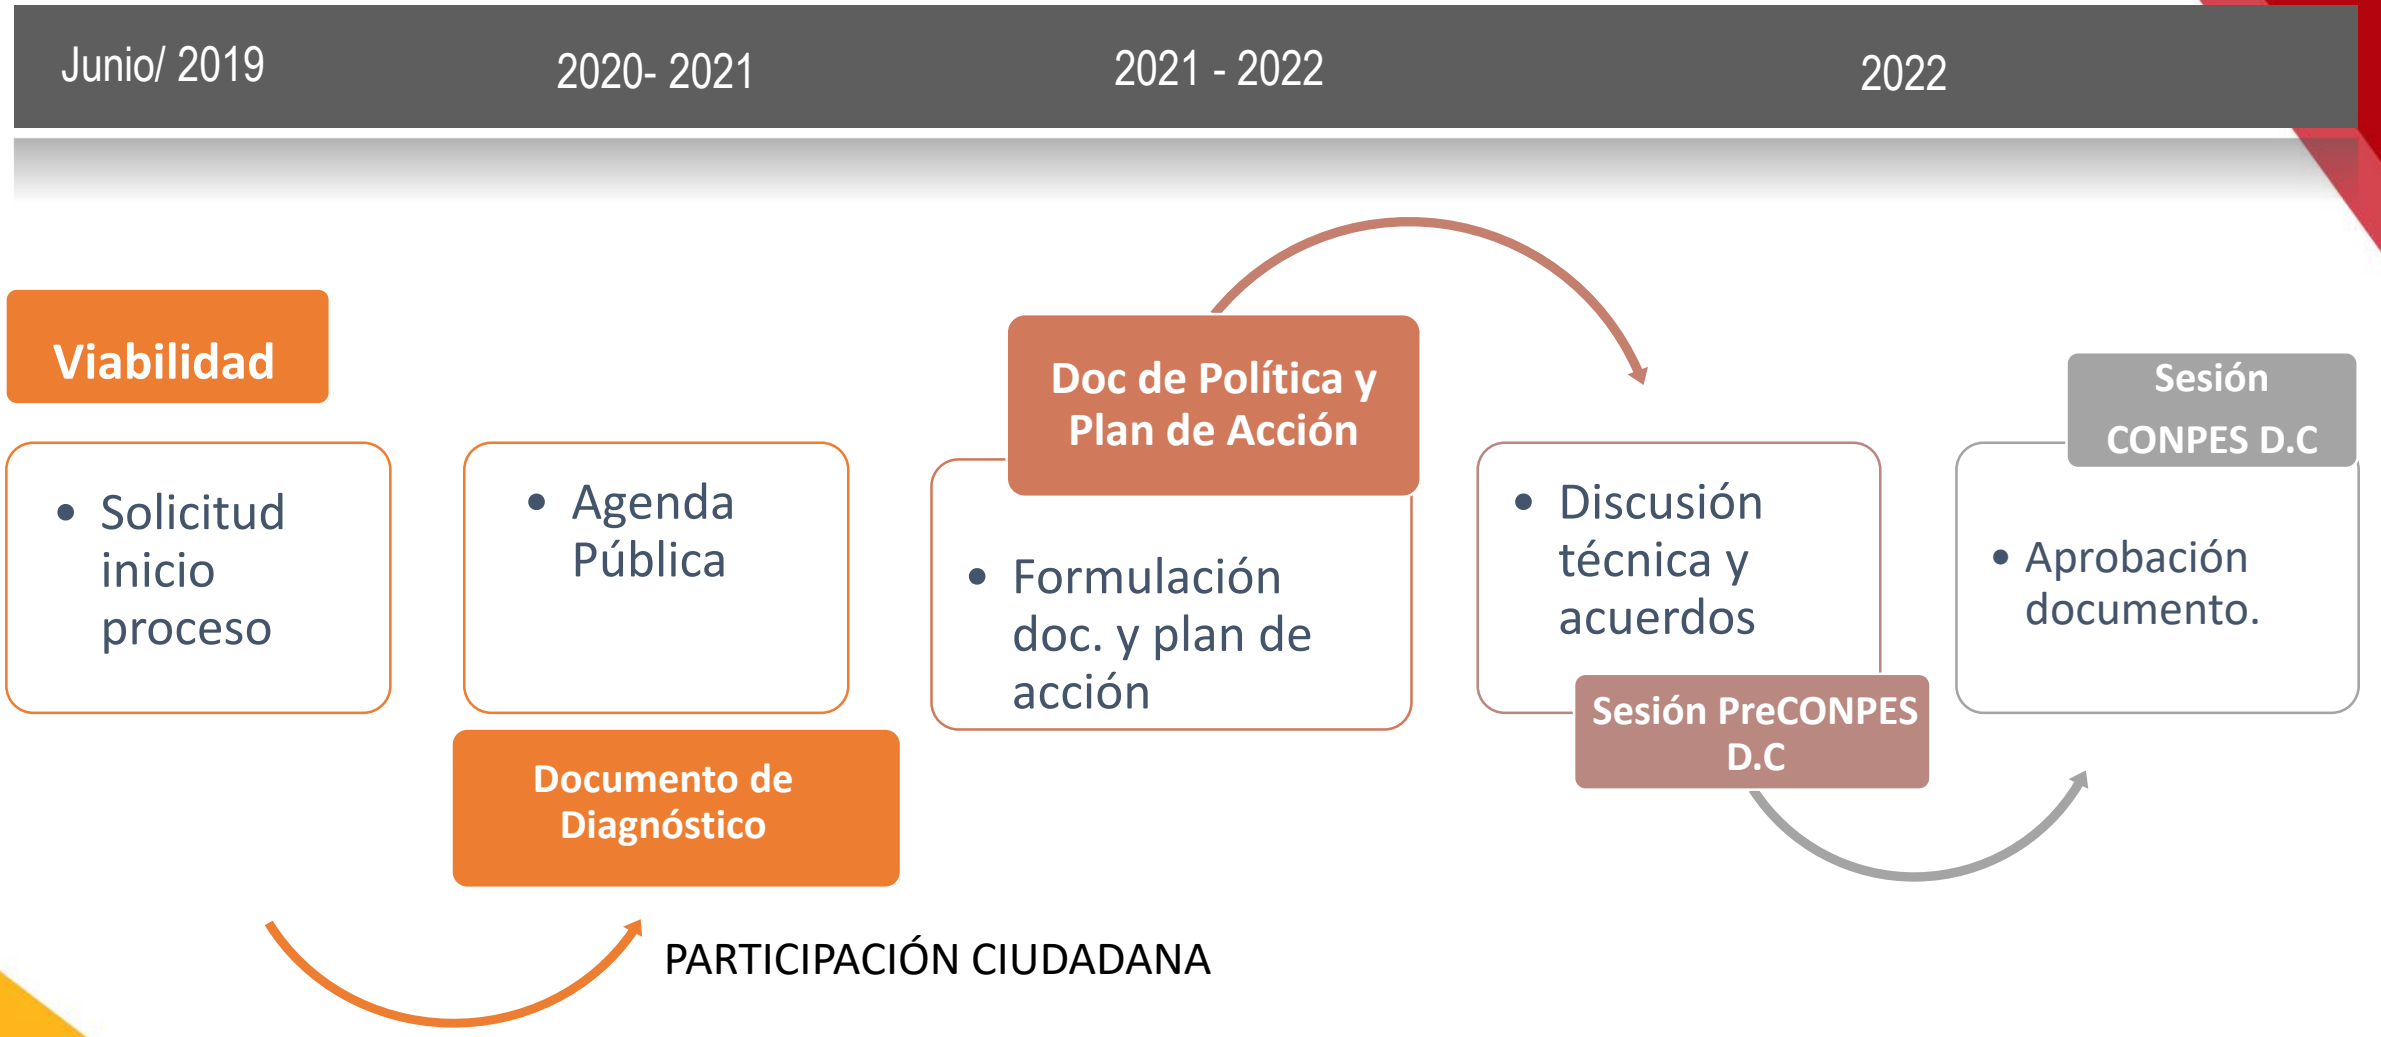 Junio/ 2019
2020- 2021
2021 - 2022
2022
Viabilidad
• Solicitud
inicio
proceso
• Agenda
Pública
Documento de
Diagnóstico
PARTICIPACIÓN CIUDADANA
Doc de Política y
Plan de Acción
• Formulación
doc. y plan de
acción
• Discusión
técnica y
acuerdos
Sesión PreCONPES
D.C
Sesión
CONPES D.C
• Aprobación
documento.